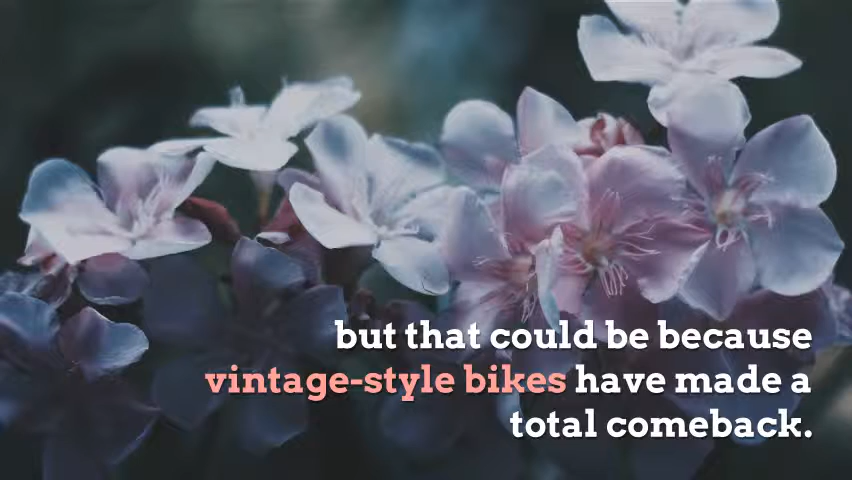 but that could be because
vintage-style bikes have made a
total comeback.